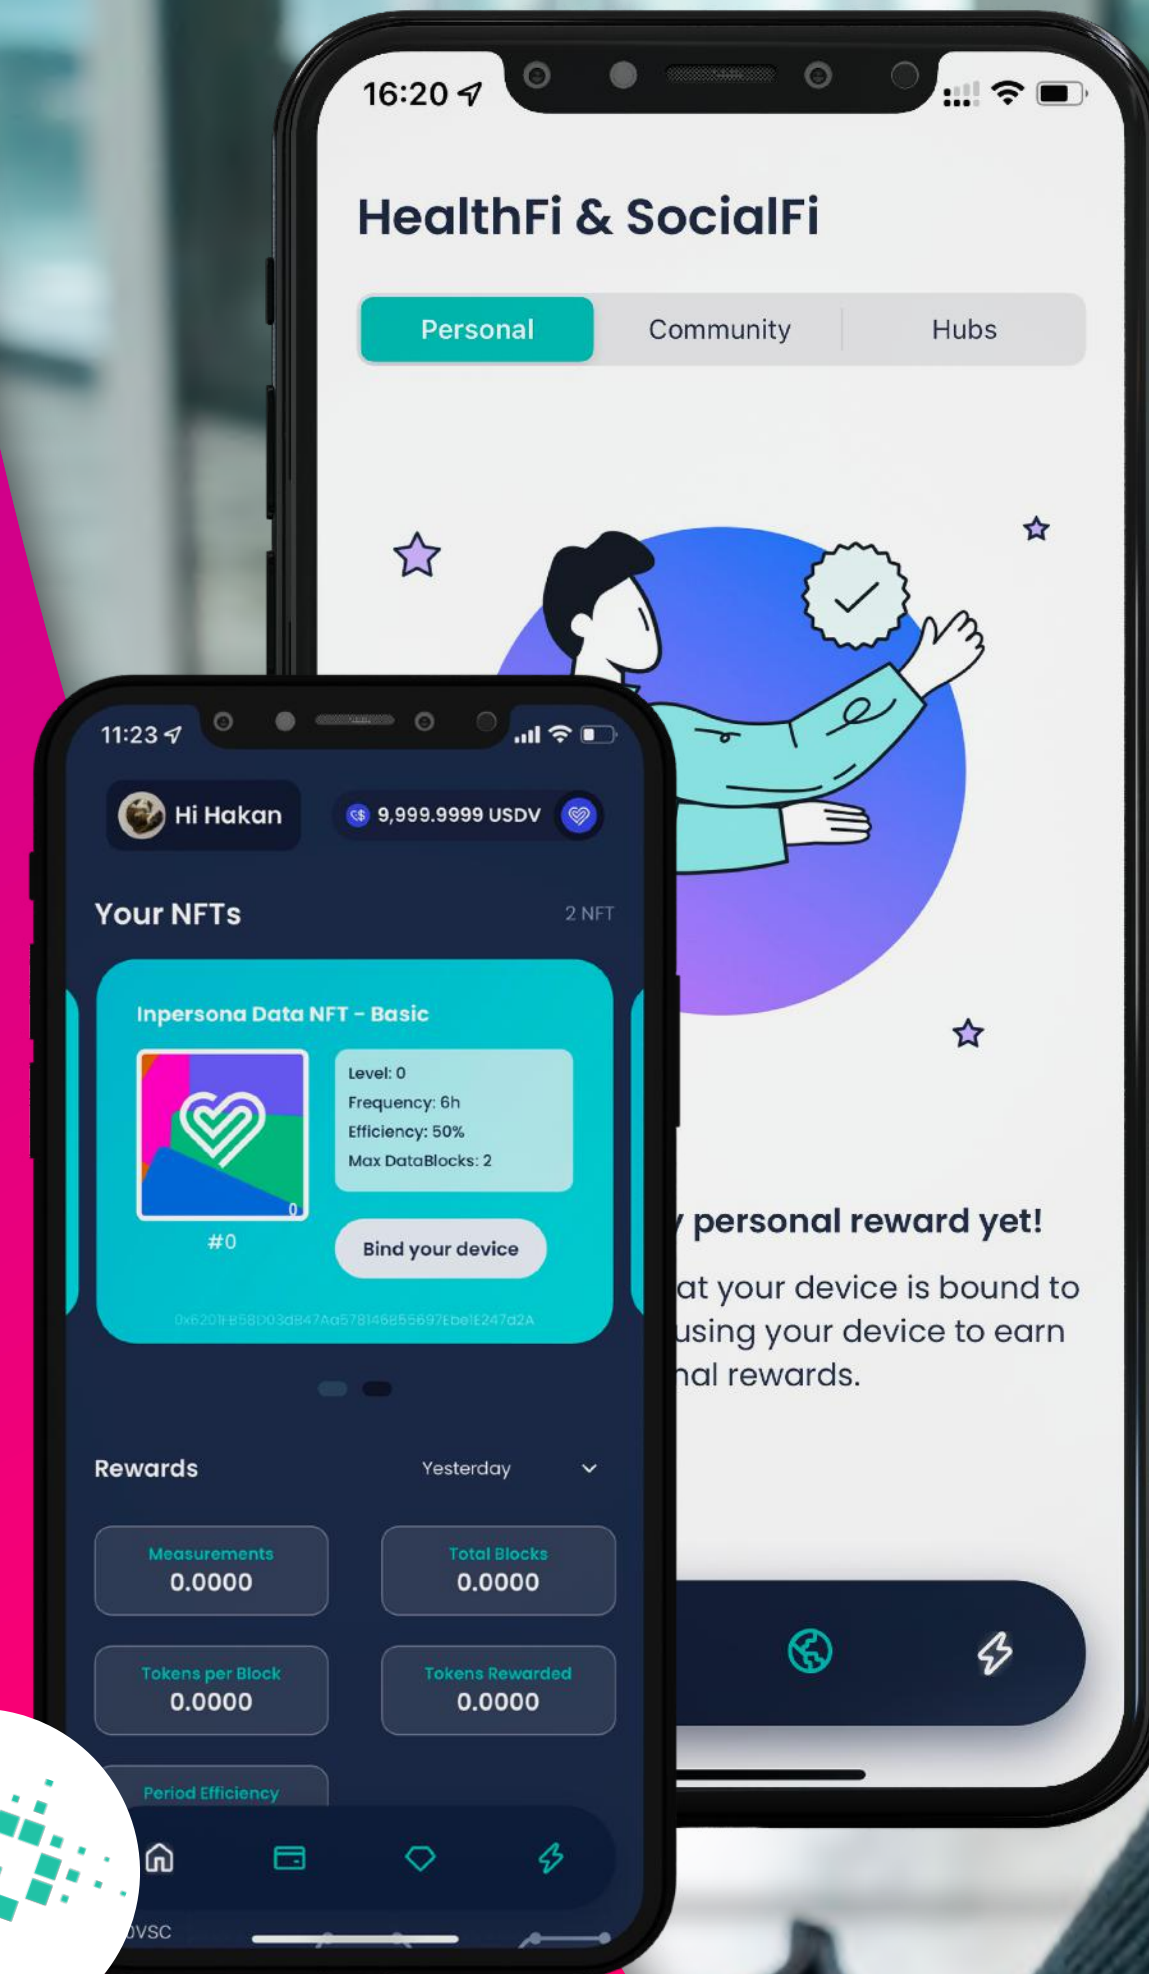 16:20
HealthFi & SocialFi
Personal
Community
Hubs
personal reward yet!
at your device is bound to
using your device to earn
rewards.
11:23
Hi Hakan
9,999.9999 USDV
Your NFTs
2 NFT
Inpersona Data NFT - Basic
Level: 0
Frequency: 6h
Efficiency: 50%
Max DataBlocks: 2
0
#0
Bind your device
Rewards
Yesterday
Measurements
0.0000
Total Blocks
0.0000
Tokens per Block
0.0000
Tokens Rewarded
0.0000
Period Efficiency